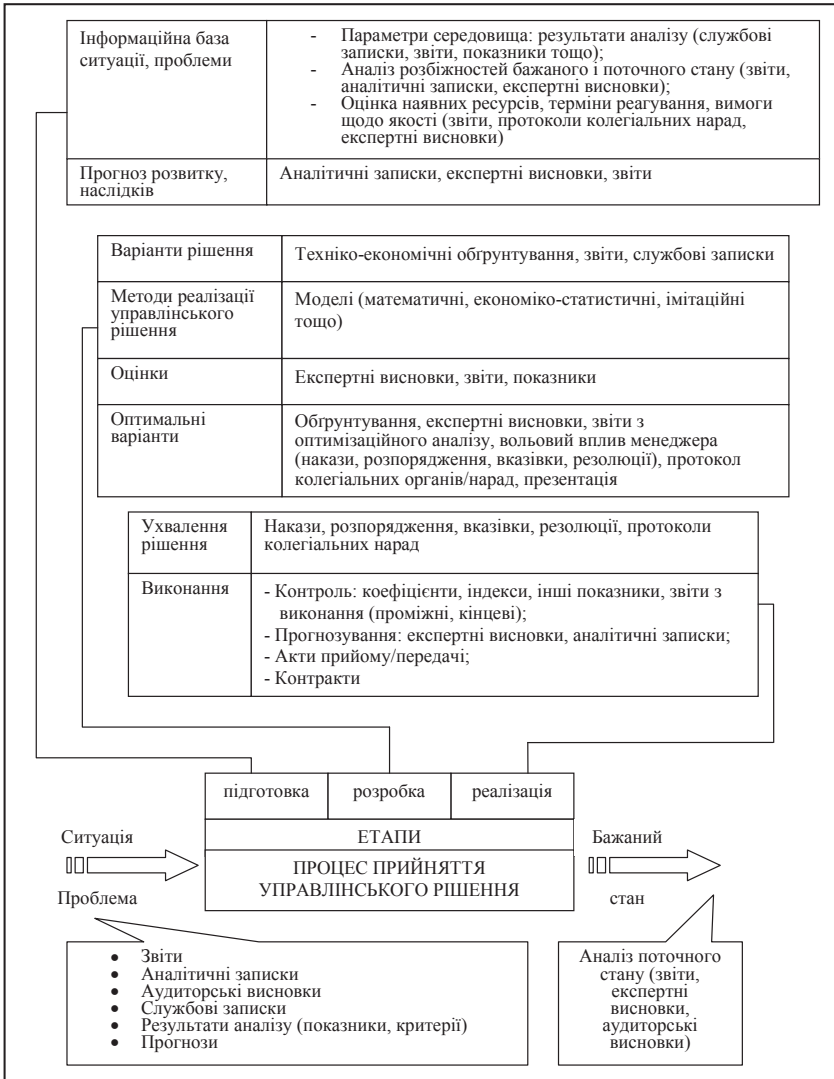 Інформаційна база
ситуації, проблеми
- Параметри середовища: результати аналізу (службові
записки, звіти, показники тощо);
- Аналіз розбіжностей бажаного і поточного стану (звіти,
аналітичні записки, експертні висновки);
- Оцінка наявних ресурсів, терміни реагування, вимоги
щодо якості (звіти, протоколи колегіальних нарад,
експертні висновки)
Прогноз розвитку,
наслідків
Аналітичні записки, експертні висновки, звіти
Варіанти рішення
Техніко-економічні обґрунтування, звіти, службові записки
Методи реалізації
управлінського
рішення
Моделі (математичні, економіко-статистичні, імітаційні
тощо)
Оцінки
Експертні висновки, звіти, показники
Оптимальні
варіанти
Обґрунтування, експертні висновки, звіти з
оптимізаційного аналізу, вольовий вплив менеджера
(накази, розпорядження, вказівки, резолюції), протокол
колегіальних органів/нарад, презентація
Ухвалення
рішення
Накази, розпорядження, вказівки, резолюції, протоколи
колегіальних нарад
Виконання
- Контроль: коефіцієнти, індекси, інші показники, звіти з
виконання (проміжні, кінцеві);
- Прогнозування: експертні висновки, аналітичні записки;
- Акти прийому/передачі;
- Контракти
підготовка розробка реалізація
ЕТАПИ
ПРОЦЕС ПРИЙНЯТТЯ
УПРАВЛІНСЬКОГО РІШЕННЯ
Ситуація
Проблема
Бажаний
стан
• Звіти
• Аналітичні записки
• Аудиторські висновки
• Службові записки
• Результати аналізу (показники, критерії)
• Прогнози
Аналіз поточного
стану (звіти,
експертні
висновки,
аудиторські
висновки)